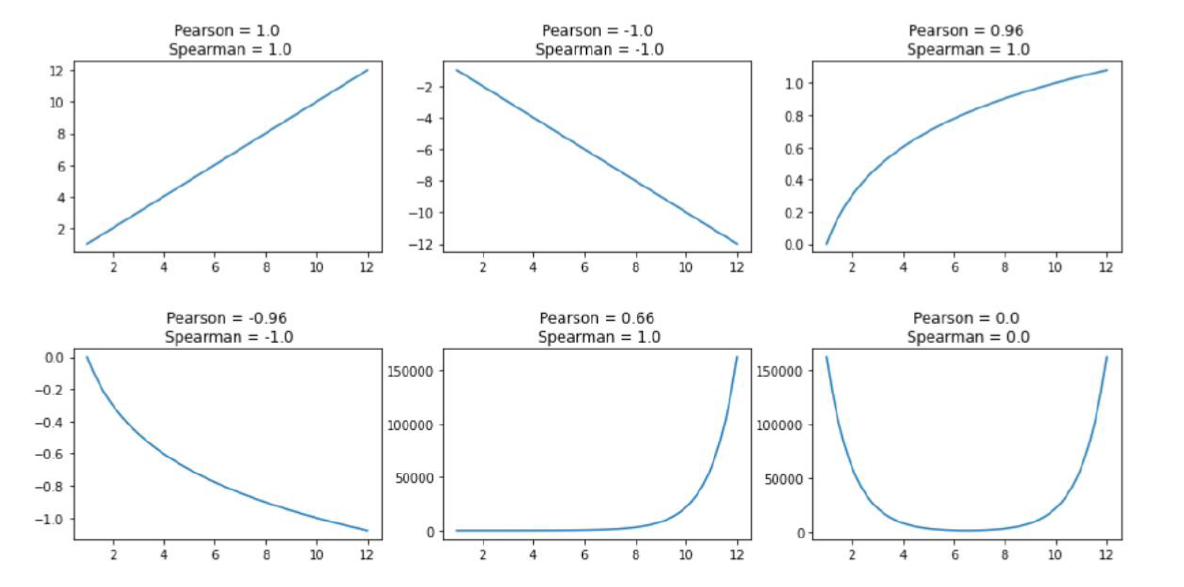 Pearson = 1.0
Spearman = 1.0
12
10
8
6
4
2
2 4 6 8 10 12
Pearson = -1.0
Spearman = -1.0
−2
−4
−6
−8
−10
−12
2 4 6 8 10 12
Pearson = 0.96
Spearman = 1.0
1.0
0.8
0.6
0.4
0.2
0.0
2 4 6 8 10 12
Pearson = -0.96
Spearman = -1.0
0.0
−0.2
−0.4
−0.6
−0.8
−1.0
2 4 6 8 10 12
Pearson = 0.66
Spearman = 1.0
150000
100000
50000
0
2 4 6 8 10 12
Pearson = 0.0
Spearman = 0.0
150000
100000
50000
0
2 4 6 8 10 12